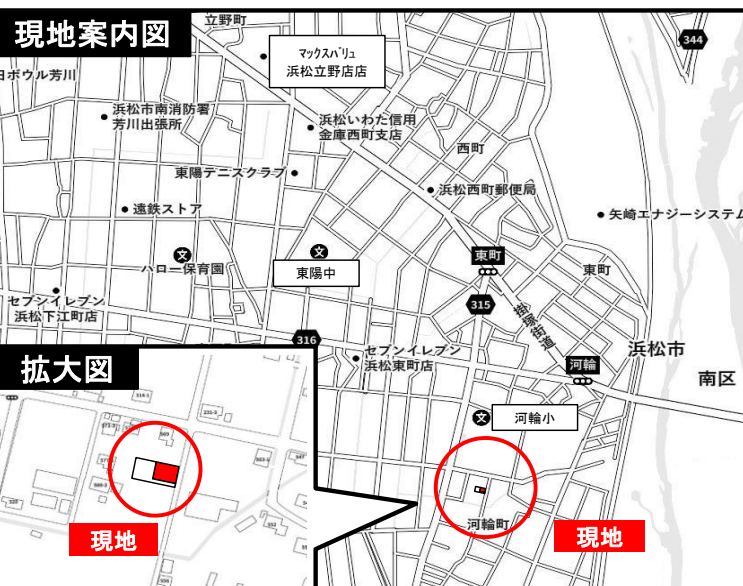 現地案内図
立野町
マックスバリュ
浜松立野店店
344
ヨボウル芳川
浜松市南消防署
芳川出張所
浜松いわた信用
金庫西町支店
西町
東陽テニスクラブ
浜松西町郵便局
遠鉄ストア
矢崎エナジーシステム
文
文
ハロー保育園
東陽中
東町
東町
セブンイレブン
浜松下江町店
315
掛塚街道
316
セブンイレブン
浜松東町店
河輪
浜松市
南区
拡大図
文
河輪小
現地
河輪町
現地